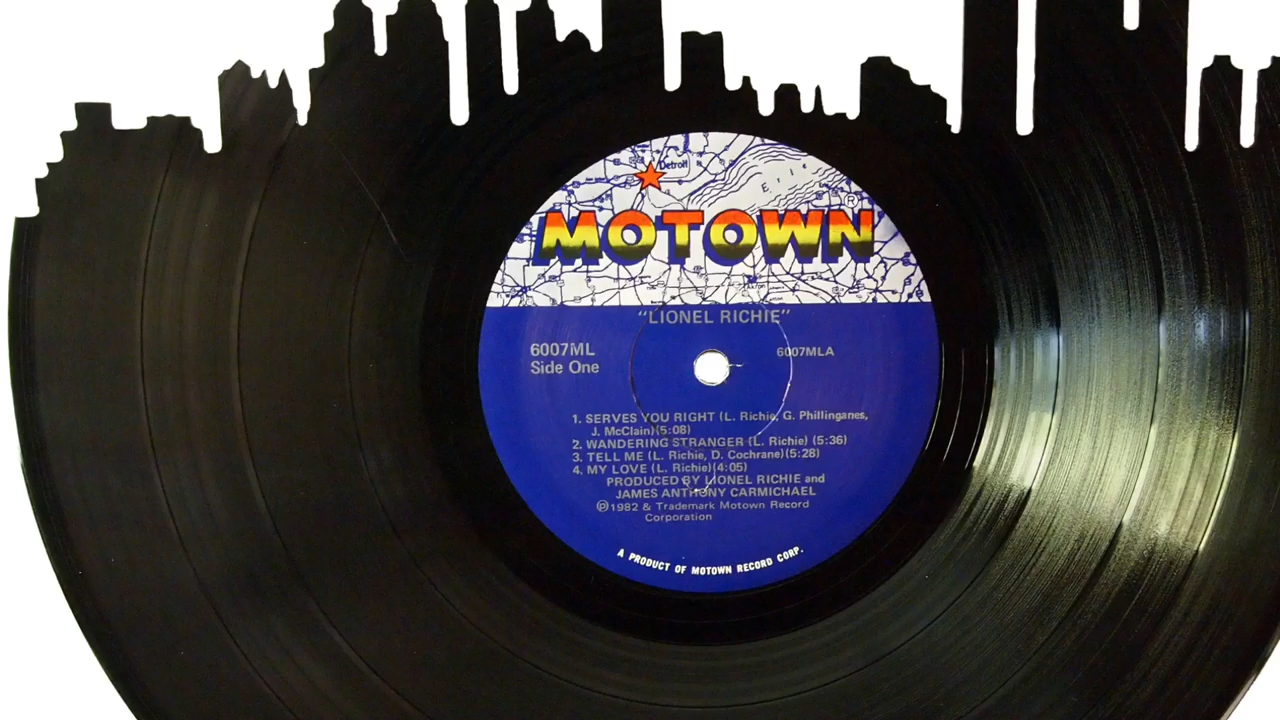 Detroit
Erie
MOTOWN®
"LIONEL RICHIE"
6007ML
6007MLA
Side One
1. SERVES YOU RIGHT (L. Richie, G. Phillinganes,
J. McClain)(5:08)
2. WANDERING STRANGER (L. Richie) (5:36)
3. TELL ME (L. Richie, D. Cochrane)(5:28)
4. MY LOVE (L. Richie)(4:05)
PRODUCED BY LIONEL RICHIE and
JAMES ANTHONY CARMICHAEL
℗1982 & Trademark Motown Record
Corporation
A PRODUCT OF MOTOWN RECORD CORP.